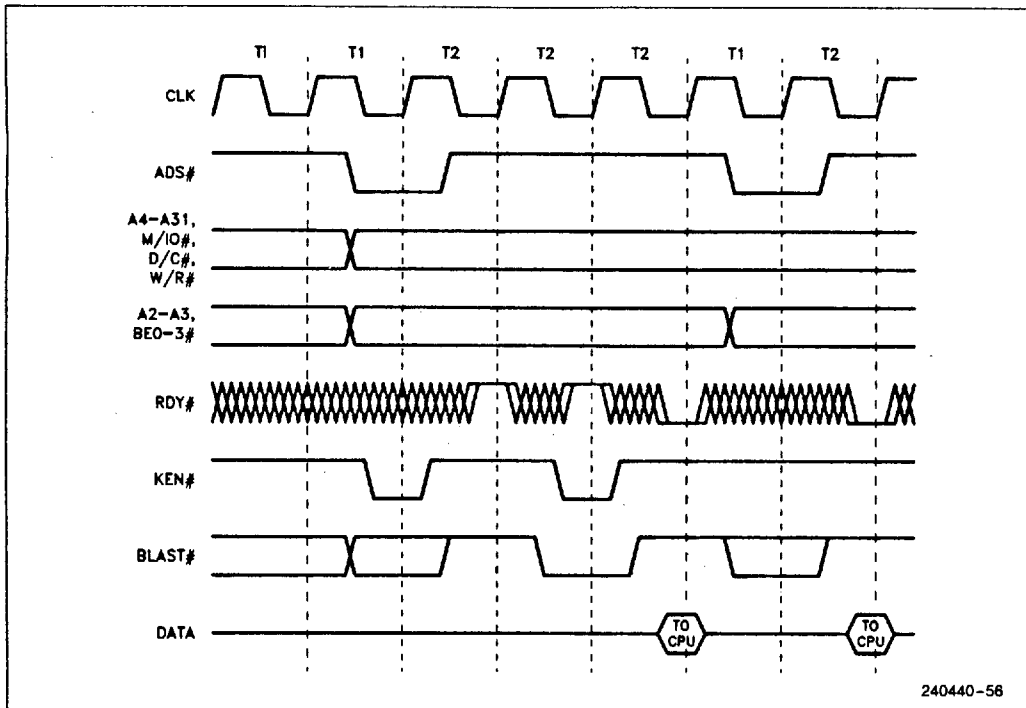 TI T1 T2 T2 T2 T1 T2
CLK
ADS#
A4-A31,
M/IO#,
D/C#,
W/R#
A2-A3,
BE0-3#
RDY#
KEN#
BLAST#
DATA
TO
CPU
TO
CPU
240440-56